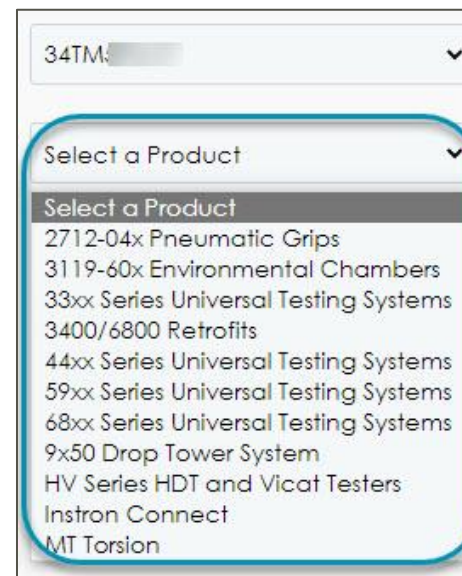 34TM
Select a Product
Select a Product
2712-04x Pneumatic Grips
3119-60x Environmental Chambers
33xx Series Universal Testing Systems
3400/6800 Retrofits
44xx Series Universal Testing Systems
59xx Series Universal Testing Systems
68xx Series Universal Testing Systems
9x50 Drop Tower System
HV Series HDT and Vicat Testers
Instron Connect
MT Torsion